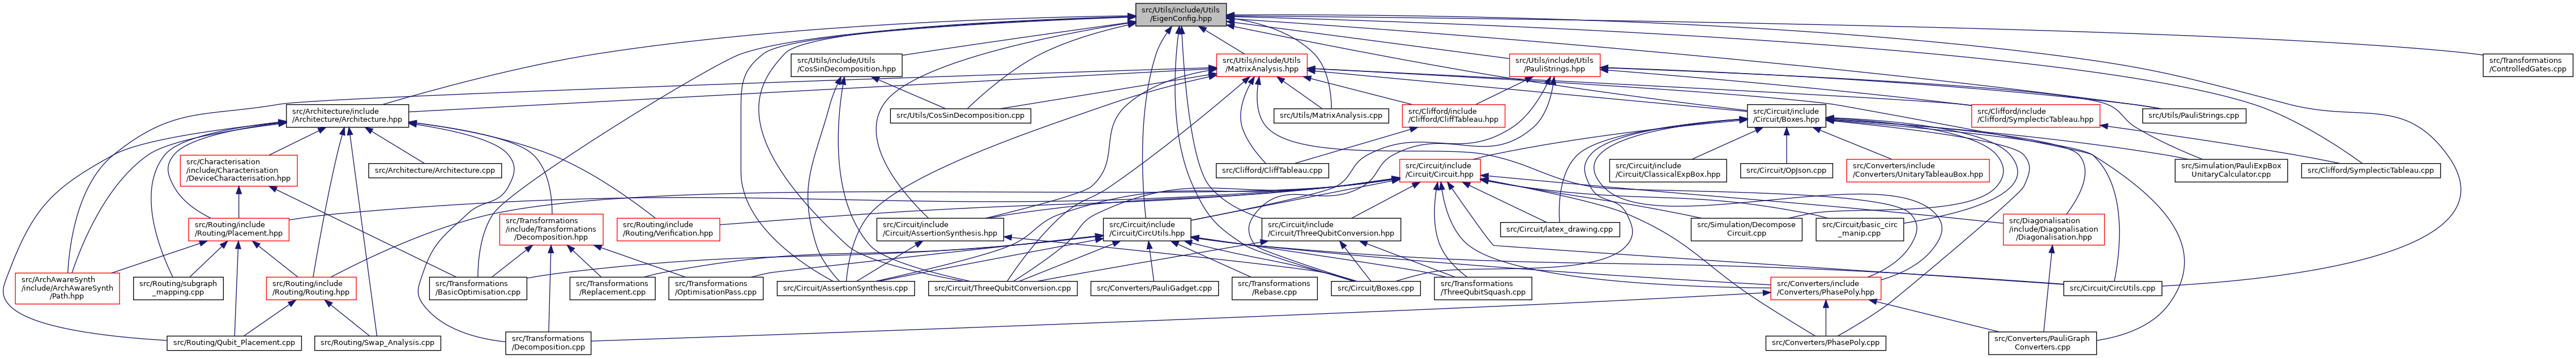 src/Utils/include/Utils
/EigenConfig.hpp
src/Utils/include/Utils
/CosSinDecomposition.hpp
src/Utils/include/Utils
/MatrixAnalysis.hpp
src/Utils/include/Utils
/PauliStrings.hpp
src/Transformations
/ControlledGates.cpp
src/Architecture/include
/Architecture/Architecture.hpp
src/Utils/CosSinDecomposition.cpp
src/Utils/MatrixAnalysis.cpp
src/Clifford/include
/Clifford/CliffTableau.hpp
src/Circuit/include
/Circuit/Boxes.hpp
src/Clifford/include
/Clifford/SymplecticTableau.hpp
src/Utils/PauliStrings.cpp
src/Characterisation
/include/Characterisation
/DeviceCharacterisation.hpp
src/Architecture/Architecture.cpp
src/Clifford/CliffTableau.cpp
src/Circuit/include
/Circuit/Circuit.hpp
src/Circuit/include
/Circuit/ClassicalExpBox.hpp
src/Circuit/OpJson.cpp
src/Converters/include
/Converters/UnitaryTableauBox.hpp
src/Simulation/PauliExpBox
UnitaryCalculator.cpp
src/Clifford/SymplecticTableau.cpp
src/Routing/include
/Routing/Placement.hpp
src/Transformations
/include/Transformations
/Decomposition.hpp
src/Routing/include
/Routing/Verification.hpp
src/Circuit/include
/Circuit/AssertionSynthesis.hpp
src/Circuit/include
/Circuit/CircUtils.hpp
src/Circuit/include
/Circuit/ThreeQubitConversion.hpp
src/Circuit/latex_drawing.cpp
src/Simulation/Decompose
Circuit.cpp
src/Circuit/basic_circ
_manip.cpp
src/Diagonalisation
/include/Diagonalisation
/Diagonalisation.hpp
src/ArchAwareSynth
/include/ArchAwareSynth
/Path.hpp
src/Routing/subgraph
_mapping.cpp
src/Routing/include
/Routing/Routing.hpp
src/Transformations
/BasicOptimisation.cpp
src/Transformations
/Replacement.cpp
src/Transformations
/OptimisationPass.cpp
src/Circuit/AssertionSynthesis.cpp
src/Circuit/ThreeQubitConversion.cpp
src/Converters/PauliGadget.cpp
src/Transformations
/Rebase.cpp
src/Circuit/Boxes.cpp
src/Transformations
/ThreeQubitSquash.cpp
src/Converters/include
/Converters/PhasePoly.hpp
src/Circuit/CircUtils.cpp
src/Routing/Qubit_Placement.cpp
src/Routing/Swap_Analysis.cpp
src/Transformations
/Decomposition.cpp
src/Converters/PhasePoly.cpp
src/Converters/PauliGraph
Converters.cpp